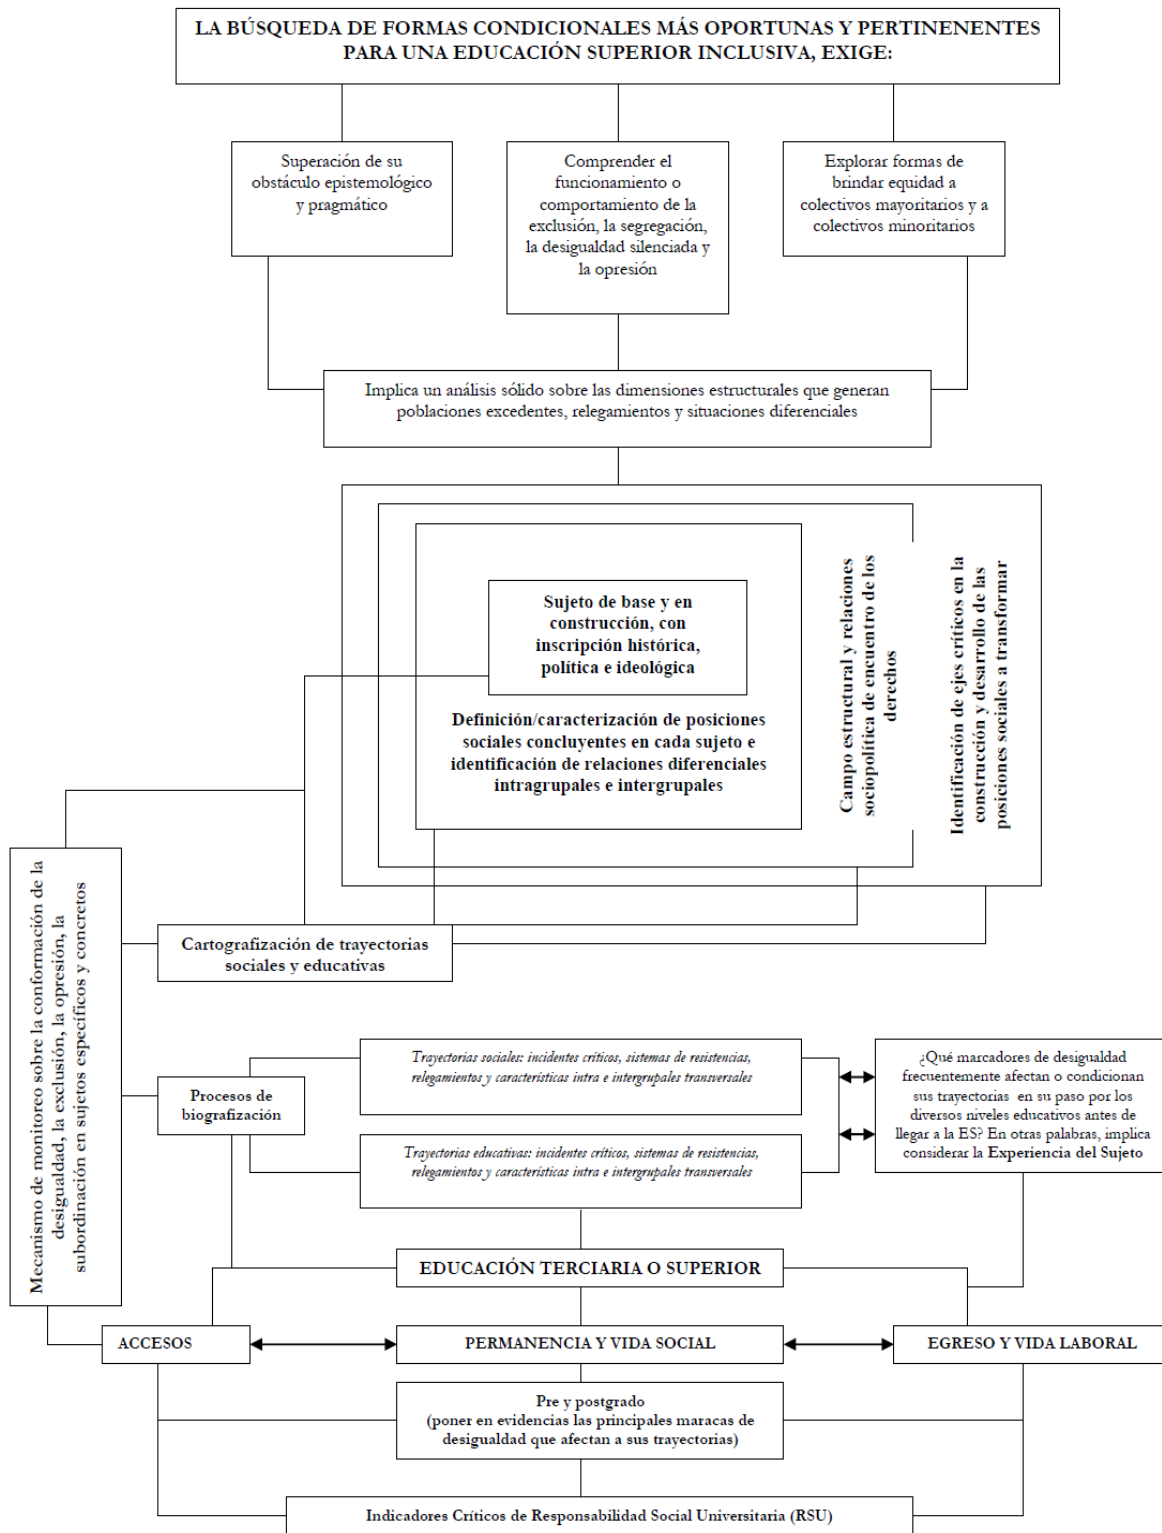 LA BÚSQUEDA DE FORMAS CONDICIONALES MÁS OPORTUNAS Y PERTINENENTES
PARA UNA EDUCACIÓN SUPERIOR INCLUSIVA, EXIGE:
Superación de su
obstáculo epistemológico
y pragmático
Comprender el
funcionamiento o
comportamiento de la
exclusión, la segregación,
la desigualdad silenciada y
la opresión
Explorar formas de
brindar equidad a
colectivos mayoritarios y a
colectivos minoritarios
Implica un análisis sólido sobre las dimensiones estructurales que generan
poblaciones excedentes, relegamientos y situaciones diferenciales
Sujeto de base y en
construcción, con
inscripción histórica,
política e ideológica
Definición/caracterización de posiciones
sociales concluyentes en cada sujeto e
identificación de relaciones diferenciales
intragrupales e intergrupales
Campo estructural y relaciones
sociopolítica de encuentro de los
derechos
Identificación de ejes críticos en la
construcción y desarrollo de las
posiciones sociales a transformar
Mecanismo de monitoreo sobre la conformación de la
desigualdad, la exclusión, la opresión, la
subordinación en sujetos específicos y concretos
Cartografización de trayectorias
sociales y educativas
Procesos de
biografización
Trayectorias sociales: incidentes críticos, sistemas de resistencias,
relegamientos y características intra e intergrupales transversales
Trayectorias educativas: incidentes críticos, sistemas de resistencias,
relegamientos y características intra e intergrupales transversales
¿Qué marcadores de desigualdad
frecuentemente afectan o condicionan
sus trayectorias en su paso por los
diversos niveles educativos antes de
llegar a la ES? En otras palabras, implica
considerar la Experiencia del Sujeto
EDUCACIÓN TERCIARIA O SUPERIOR
ACCESOS
PERMANENCIA Y VIDA SOCIAL
EGRESO Y VIDA LABORAL
Pre y postgrado
(poner en evidencias las principales maracas de
desigualdad que afectan a sus trayectorias)
Indicadores Críticos de Responsabilidad Social Universitaria (RSU)